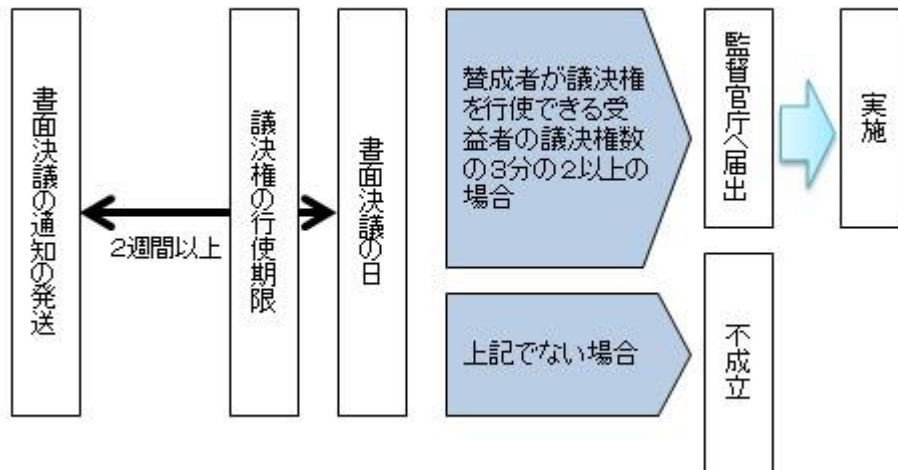 書面決議の通知の発送
2週間以上
議決権の行使期限
書面決議の日
賛成者が議決権
を行使できる受
益者の議決権数
の3分の2以上の
場合
監督官庁へ届出
実施
上記でない場合
不成立